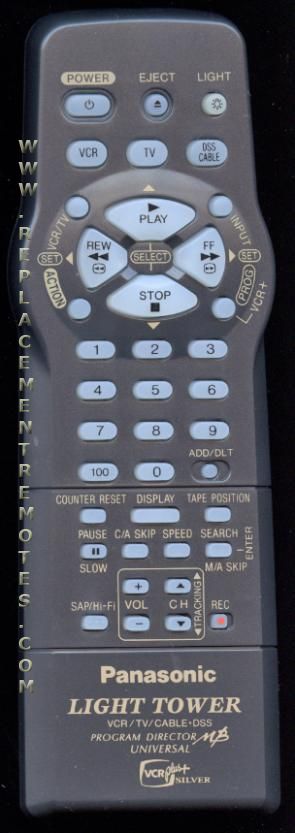 POWER EJECT LIGHT
VCR TV DSS CABLE
VCR/TV INPUT
PLAY
REW FF
SET SELECT SET
ACTION PROG VCR+
STOP
1 2 3
4 5 6
7 8 9
ADD/DLT
100 0
COUNTER RESET DISPLAY TAPE POSITION
PAUSE C/A SKIP SPEED SEARCH
ENTER
SLOW M/A SKIP
+
SAP/Hi-Fi VOL CH TRACKING REC
−
Panasonic
LIGHT TOWER
VCR/TV/CABLE•DSS
PROGRAM DIRECTOR MB
UNIVERSAL
VCR plus+
SILVER
WWW.REPLACEMENTREMOTES.COM